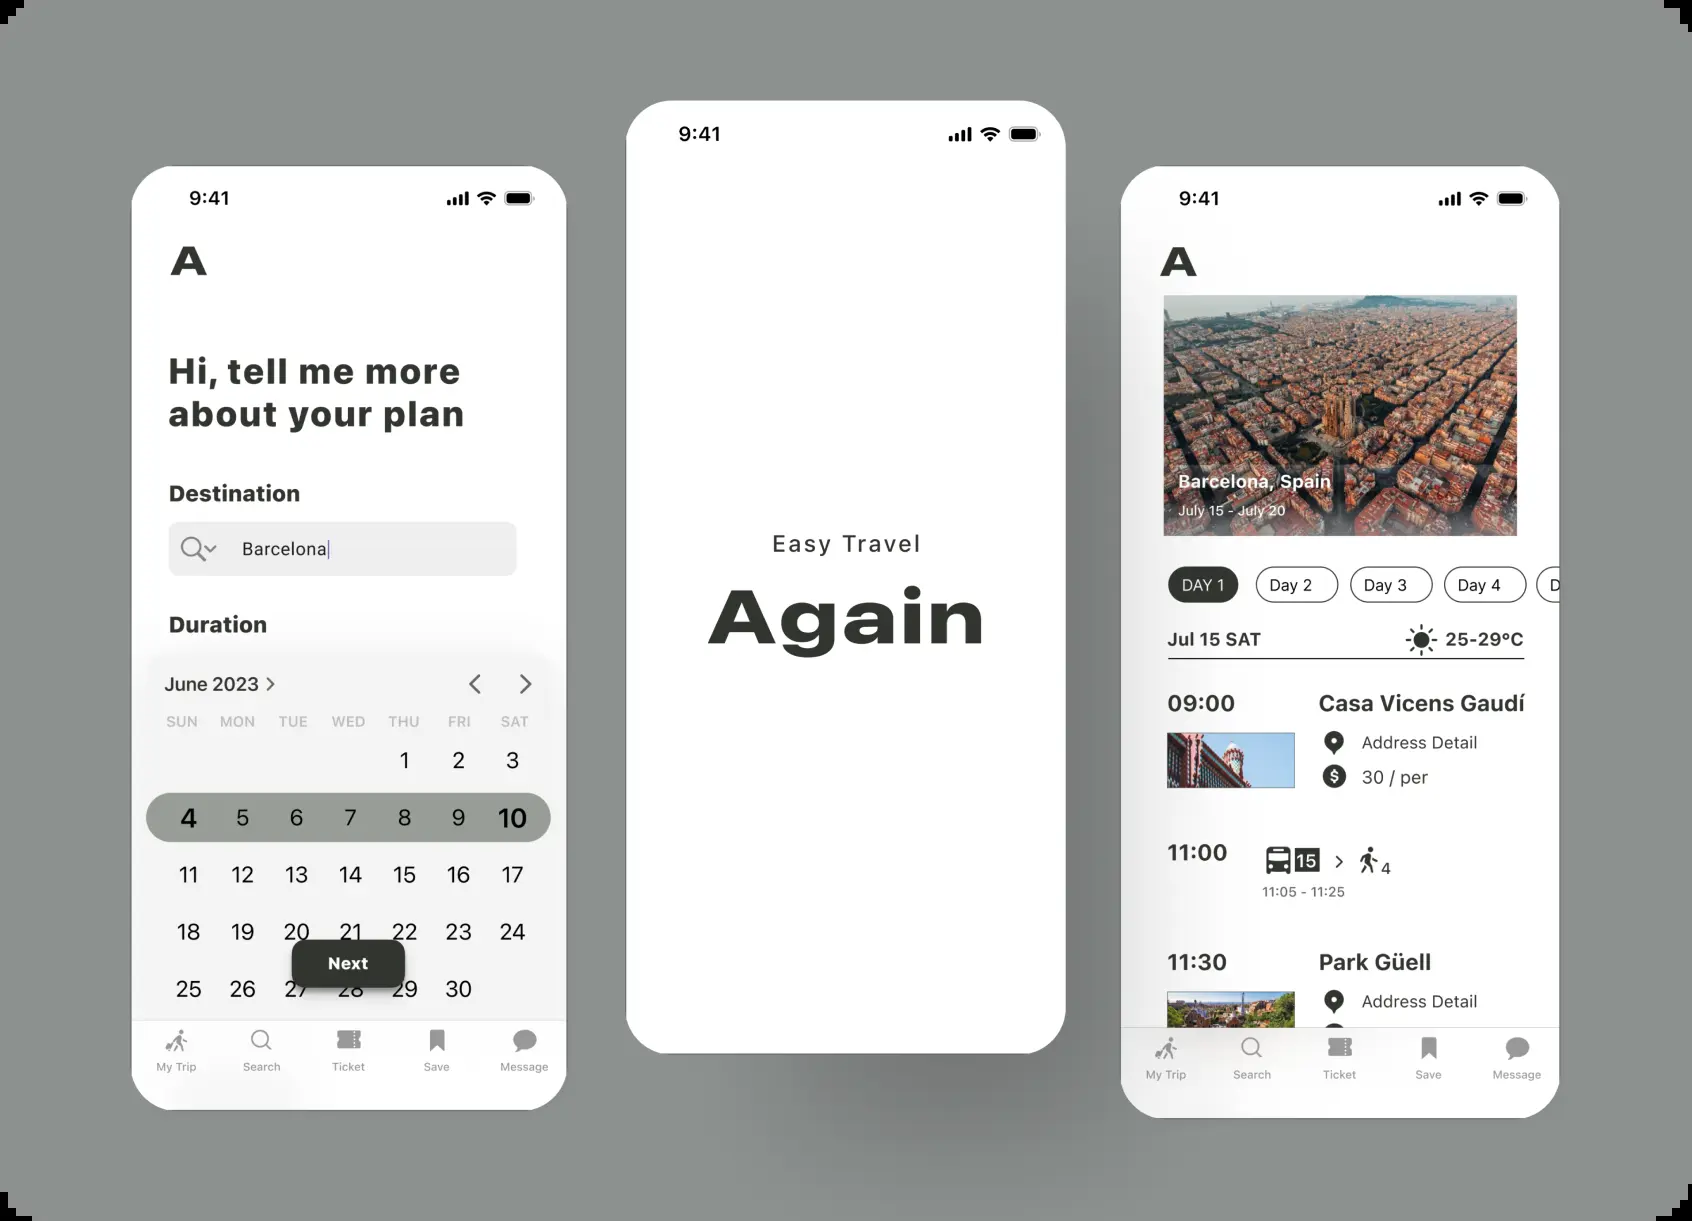 9:41
A
Hi, tell me more
about your plan
Destination
Barcelona
Duration
June 2023
SUN MON TUE WED THU FRI SAT
1 2 3
4 5 6 7 8 9 10
11 12 13 14 15 16 17
18 19 20 21 22 23 24
25 26 27 28 29 30
Next
My Trip Search Ticket Save Message
9:41
Easy Travel
Again
9:41
A
Barcelona, Spain
July 15 - July 20
DAY 1 Day 2 Day 3 Day 4 D
Jul 15 SAT 25-29°C
09:00 Casa Vicens Gaudí
Address Detail
$ 30 / per
11:00 15 4
11:05 - 11:25
11:30 Park Güell
Address Detail
My Trip Search Ticket Save Message